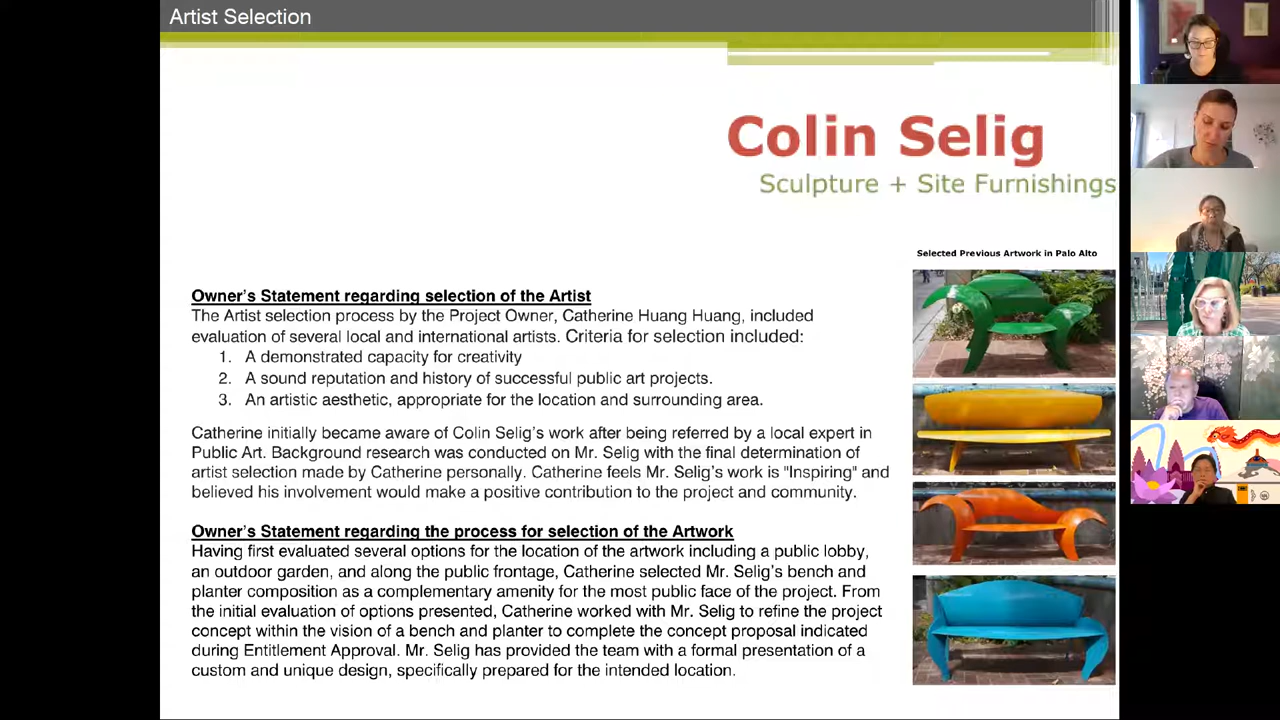 Artist Selection
Colin Selig
Sculpture + Site Furnishings
Selected Previous Artwork in Palo Alto
Owner's Statement regarding selection of the Artist
The Artist selection process by the Project Owner, Catherine Huang Huang, included
evaluation of several local and international artists. Criteria for selection included:
1. A demonstrated capacity for creativity
2. A sound reputation and history of successful public art projects.
3. An artistic aesthetic, appropriate for the location and surrounding area.
Catherine initially became aware of Colin Selig's work after being referred by a local expert in
Public Art. Background research was conducted on Mr. Selig with the final determination of
artist selection made by Catherine personally. Catherine feels Mr. Selig's work is "Inspiring" and
believed his involvement would make a positive contribution to the project and community.
Owner's Statement regarding the process for selection of the Artwork
Having first evaluated several options for the location of the artwork including a public lobby,
an outdoor garden, and along the public frontage, Catherine selected Mr. Selig's bench and
planter composition as a complementary amenity for the most public face of the project. From
the initial evaluation of options presented, Catherine worked with Mr. Selig to refine the project
concept within the vision of a bench and planter to complete the concept proposal indicated
during Entitlement Approval. Mr. Selig has provided the team with a formal presentation of a
custom and unique design, specifically prepared for the intended location.